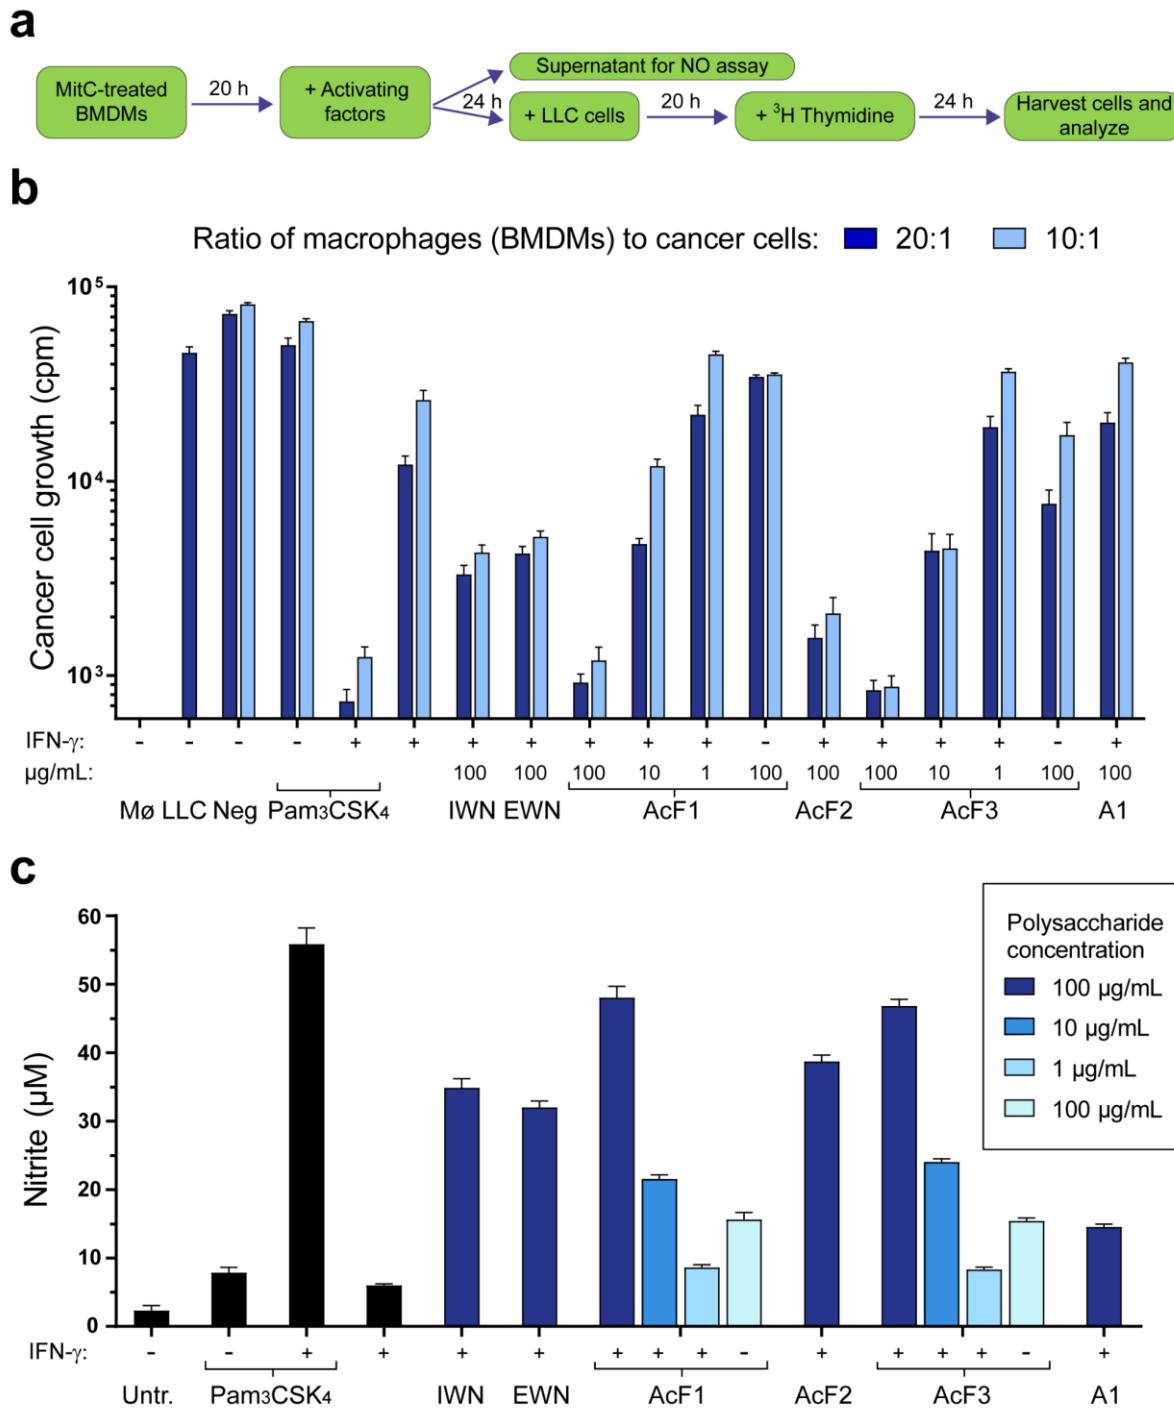 a
MitC-treated
BMDMs
20 h
+ Activating
factors
24 h
Supernatant for NO assay
+ LLC cells
20 h
+ ³H Thymidine
24 h
Harvest cells and
analyze
b
Ratio of macrophages (BMDMs) to cancer cells: 20:1 10:1
Cancer cell growth (cpm)
10⁵
10⁴
10³
IFN-γ: - - - - + + + + + + + - + + + + - +
µg/mL: 100 100 100 10 1 100 100 100 10 1 100 100
Mø LLC Neg Pam₃CSK₄ IWN EWN AcF1 AcF2 AcF3 A1
c
Nitrite (µM)
60
50
40
30
20
10
0
Polysaccharide
concentration
100 µg/mL
10 µg/mL
1 µg/mL
100 µg/mL
IFN-γ: - - + + + + + + + - + + + + - +
Untr. Pam₃CSK₄ IWN EWN AcF1 AcF2 AcF3 A1